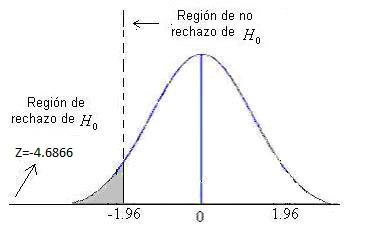 Región de no
rechazo de H₀
Región de
rechazo de H₀
Z=-4.6866
-1.96
0
1.96